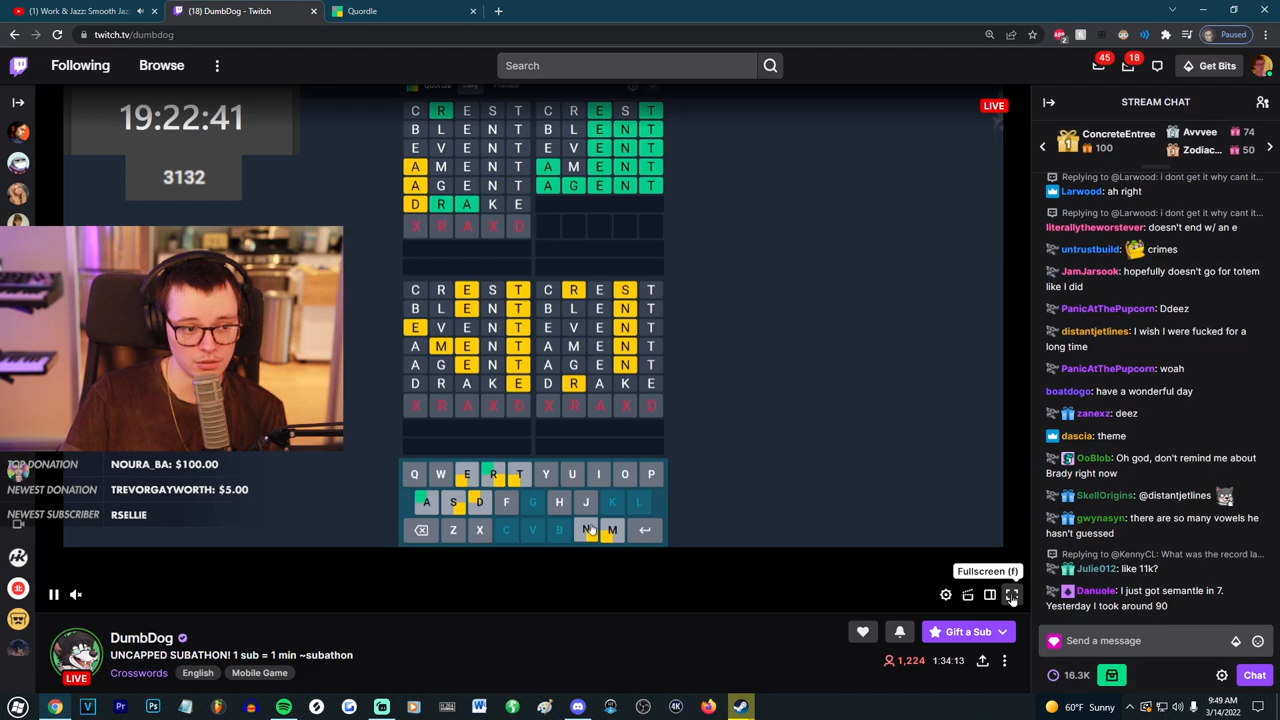 (1) Work & Jazz: Smooth Jaz
(18) DumbDog - Twitch
Quordle
twitch.tv/dumbdog
Paused
Following
Browse
Search
45
18
Get Bits
19:22:41
3132
LIVE
Quordle
Daily
Practice
C R E S T C R E S T
B L E N T B L E N T
E V E N T E V E N T
A M E N T A M E N T
A G E N T A G E N T
D R A K E
X R A X D
C R E S T C R E S T
B L E N T B L E N T
E V E N T E V E N T
A M E N T A M E N T
A G E N T A G E N T
D R A K E D R A K E
X R A X D X R A X D
Q W E R T Y U I O P
A S D F G H J K L
Z X C V B N M
TOP DONATION NOURA_BA: $100.00
NEWEST DONATION TREVORGAYWORTH: $5.00
NEWEST SUBSCRIBER RSELLIE
Fullscreen (f)
DumbDog
UNCAPPED SUBATHON! 1 sub = 1 min ~subathon
Crosswords
English
Mobile Game
LIVE
Gift a Sub
1,224
1:34:13
STREAM CHAT
1
ConcreteEntree
100
Avvvee
74
Zodiac...
50
Replying to @Larwood: i dont get it why cant it...
Larwood: ah right
Replying to @Larwood: i dont get it why cant it...
literallytheworstever: doesn't end w/ an e
untrustbuild: crimes
JamJarsook: hopefully doesn't go for totem
like I did
PanicAtThePupcorn: Ddeez
distantjetlines: I wish I were fucked for a
long time
PanicAtThePupcorn: woah
boatdogo: have a wonderful day
zanexz: deez
dascia: theme
OoBlob: Oh god, don't remind me about
Brady right now
SkellOrigins: @distantjetlines
gwynasyn: there are so many vowels he
hasn't guessed
Replying to @KennyCL: What was the record la...
Julie012: like 11k?
Danuole: I just got semantle in 7.
Yesterday I took around 90
Send a message
16.3K
Chat
60°F Sunny
9:49 AM
3/14/2022